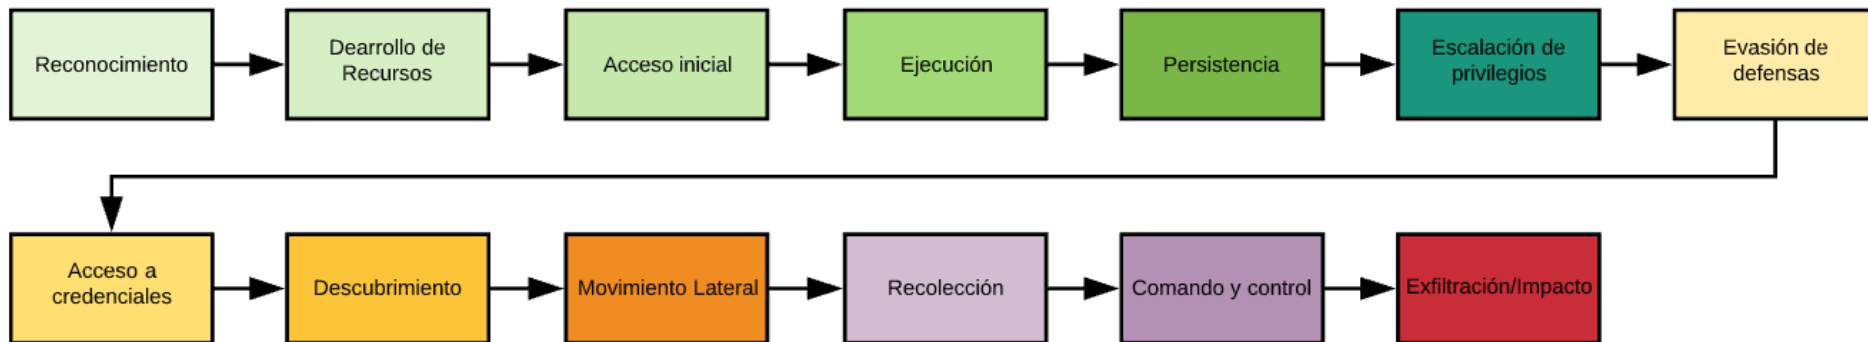 Reconocimiento
Dearrollo de
Recursos
Acceso inicial
Ejecución
Persistencia
Escalación de
privilegios
Evasión de
defensas
Acceso a
credenciales
Descubrimiento
Movimiento Lateral
Recolección
Comando y control
Exfiltración/Impacto